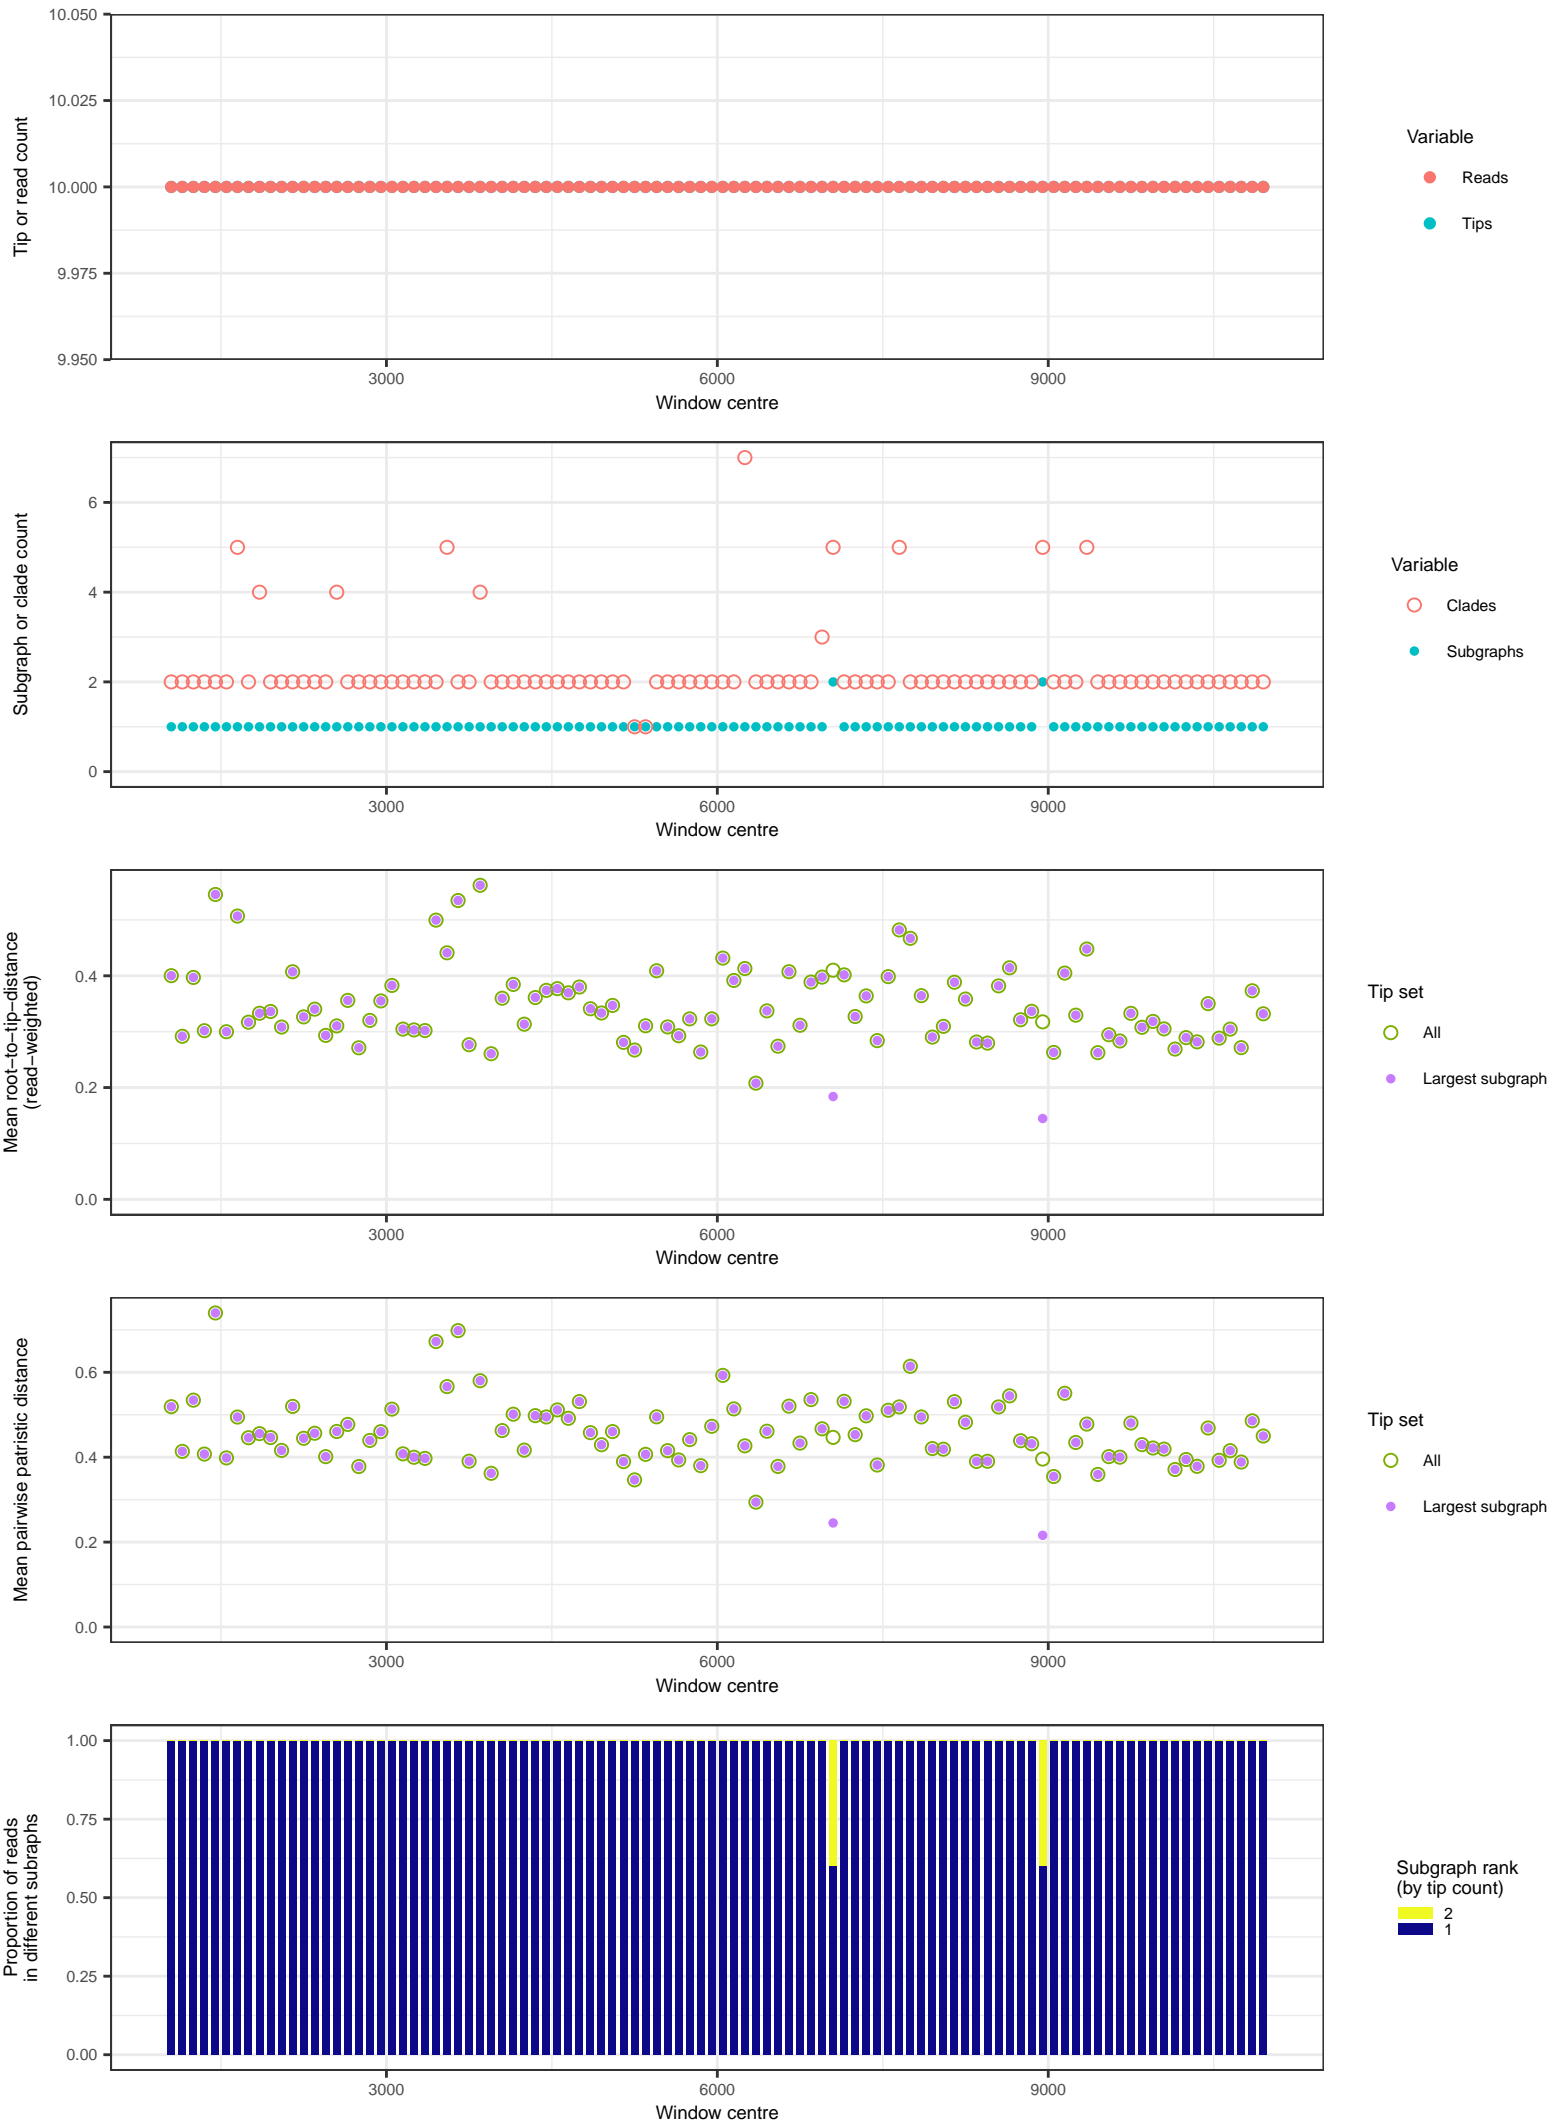 10.050
10.025
10.000
9.975
9.950
Tip or read count
3000
6000
9000
Window centre
Variable
Reads
Tips
6
4
2
0
Subgraph or clade count
3000
6000
9000
Window centre
Variable
Clades
Subgraphs
0.4
0.2
0.0
Mean root−to−tip−distance
(read−weighted)
3000
6000
9000
Window centre
Tip set
All
Largest subgraph
0.6
0.4
0.2
0.0
Mean pairwise patristic distance
3000
6000
9000
Window centre
Tip set
All
Largest subgraph
1.00
0.75
0.50
0.25
0.00
Proportion of reads
in different subraphs
3000
6000
9000
Window centre
Subgraph rank
(by tip count)
2
1